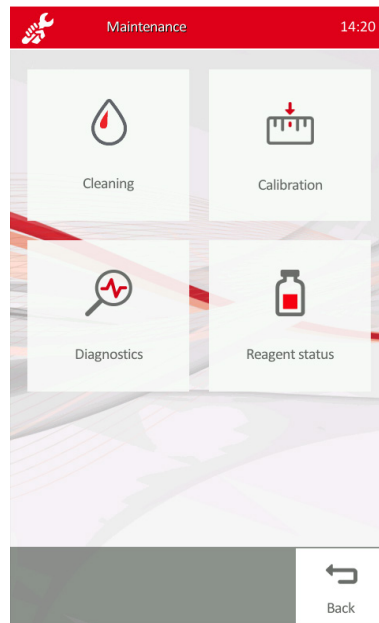 Maintenance 14:20
Cleaning
Calibration
Diagnostics
Reagent status
Back